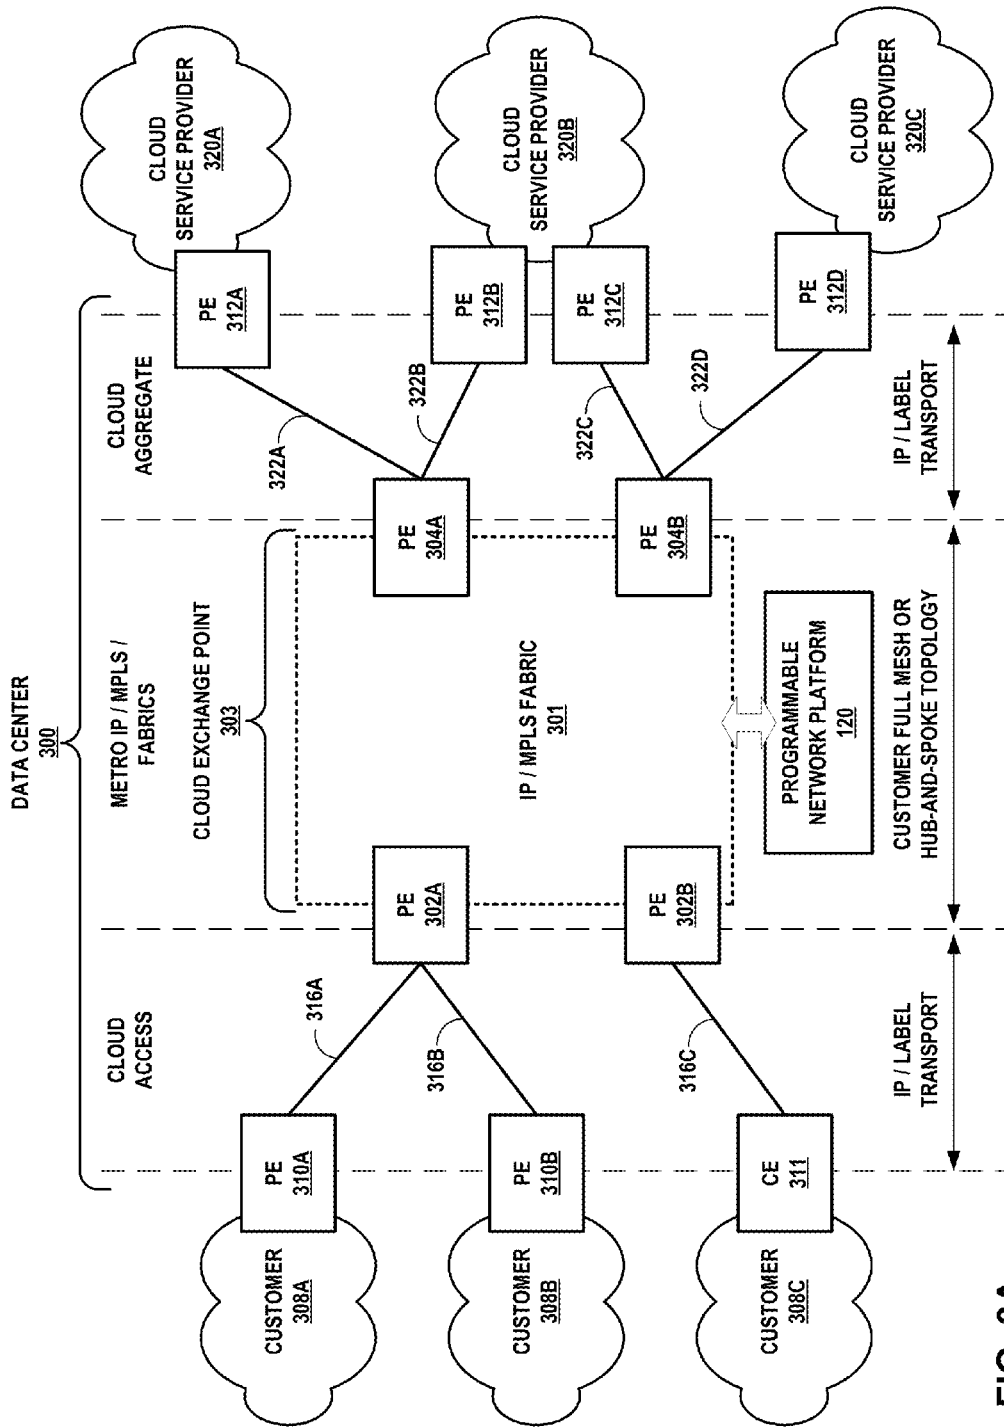 DATA CENTER
300
CLOUD
ACCESS
METRO IP / MPLS /
FABRICS
CLOUD
AGGREGATE
CLOUD EXCHANGE POINT
303
CUSTOMER
308A
PE
310A
316A
PE
302A
PE
304A
322A
PE
312A
CLOUD
SERVICE PROVIDER
320A
CUSTOMER
308B
PE
310B
316B
IP / MPLS FABRIC
301
322B
PE
312B
CLOUD
SERVICE PROVIDER
320B
PE
312C
322C
CUSTOMER
308C
CE
311
316C
PE
302B
PE
304B
322D
PE
312D
CLOUD
SERVICE PROVIDER
320C
PROGRAMMABLE
NETWORK PLATFORM
120
IP / LABEL
TRANSPORT
CUSTOMER FULL MESH OR
HUB-AND-SPOKE TOPOLOGY
IP / LABEL
TRANSPORT